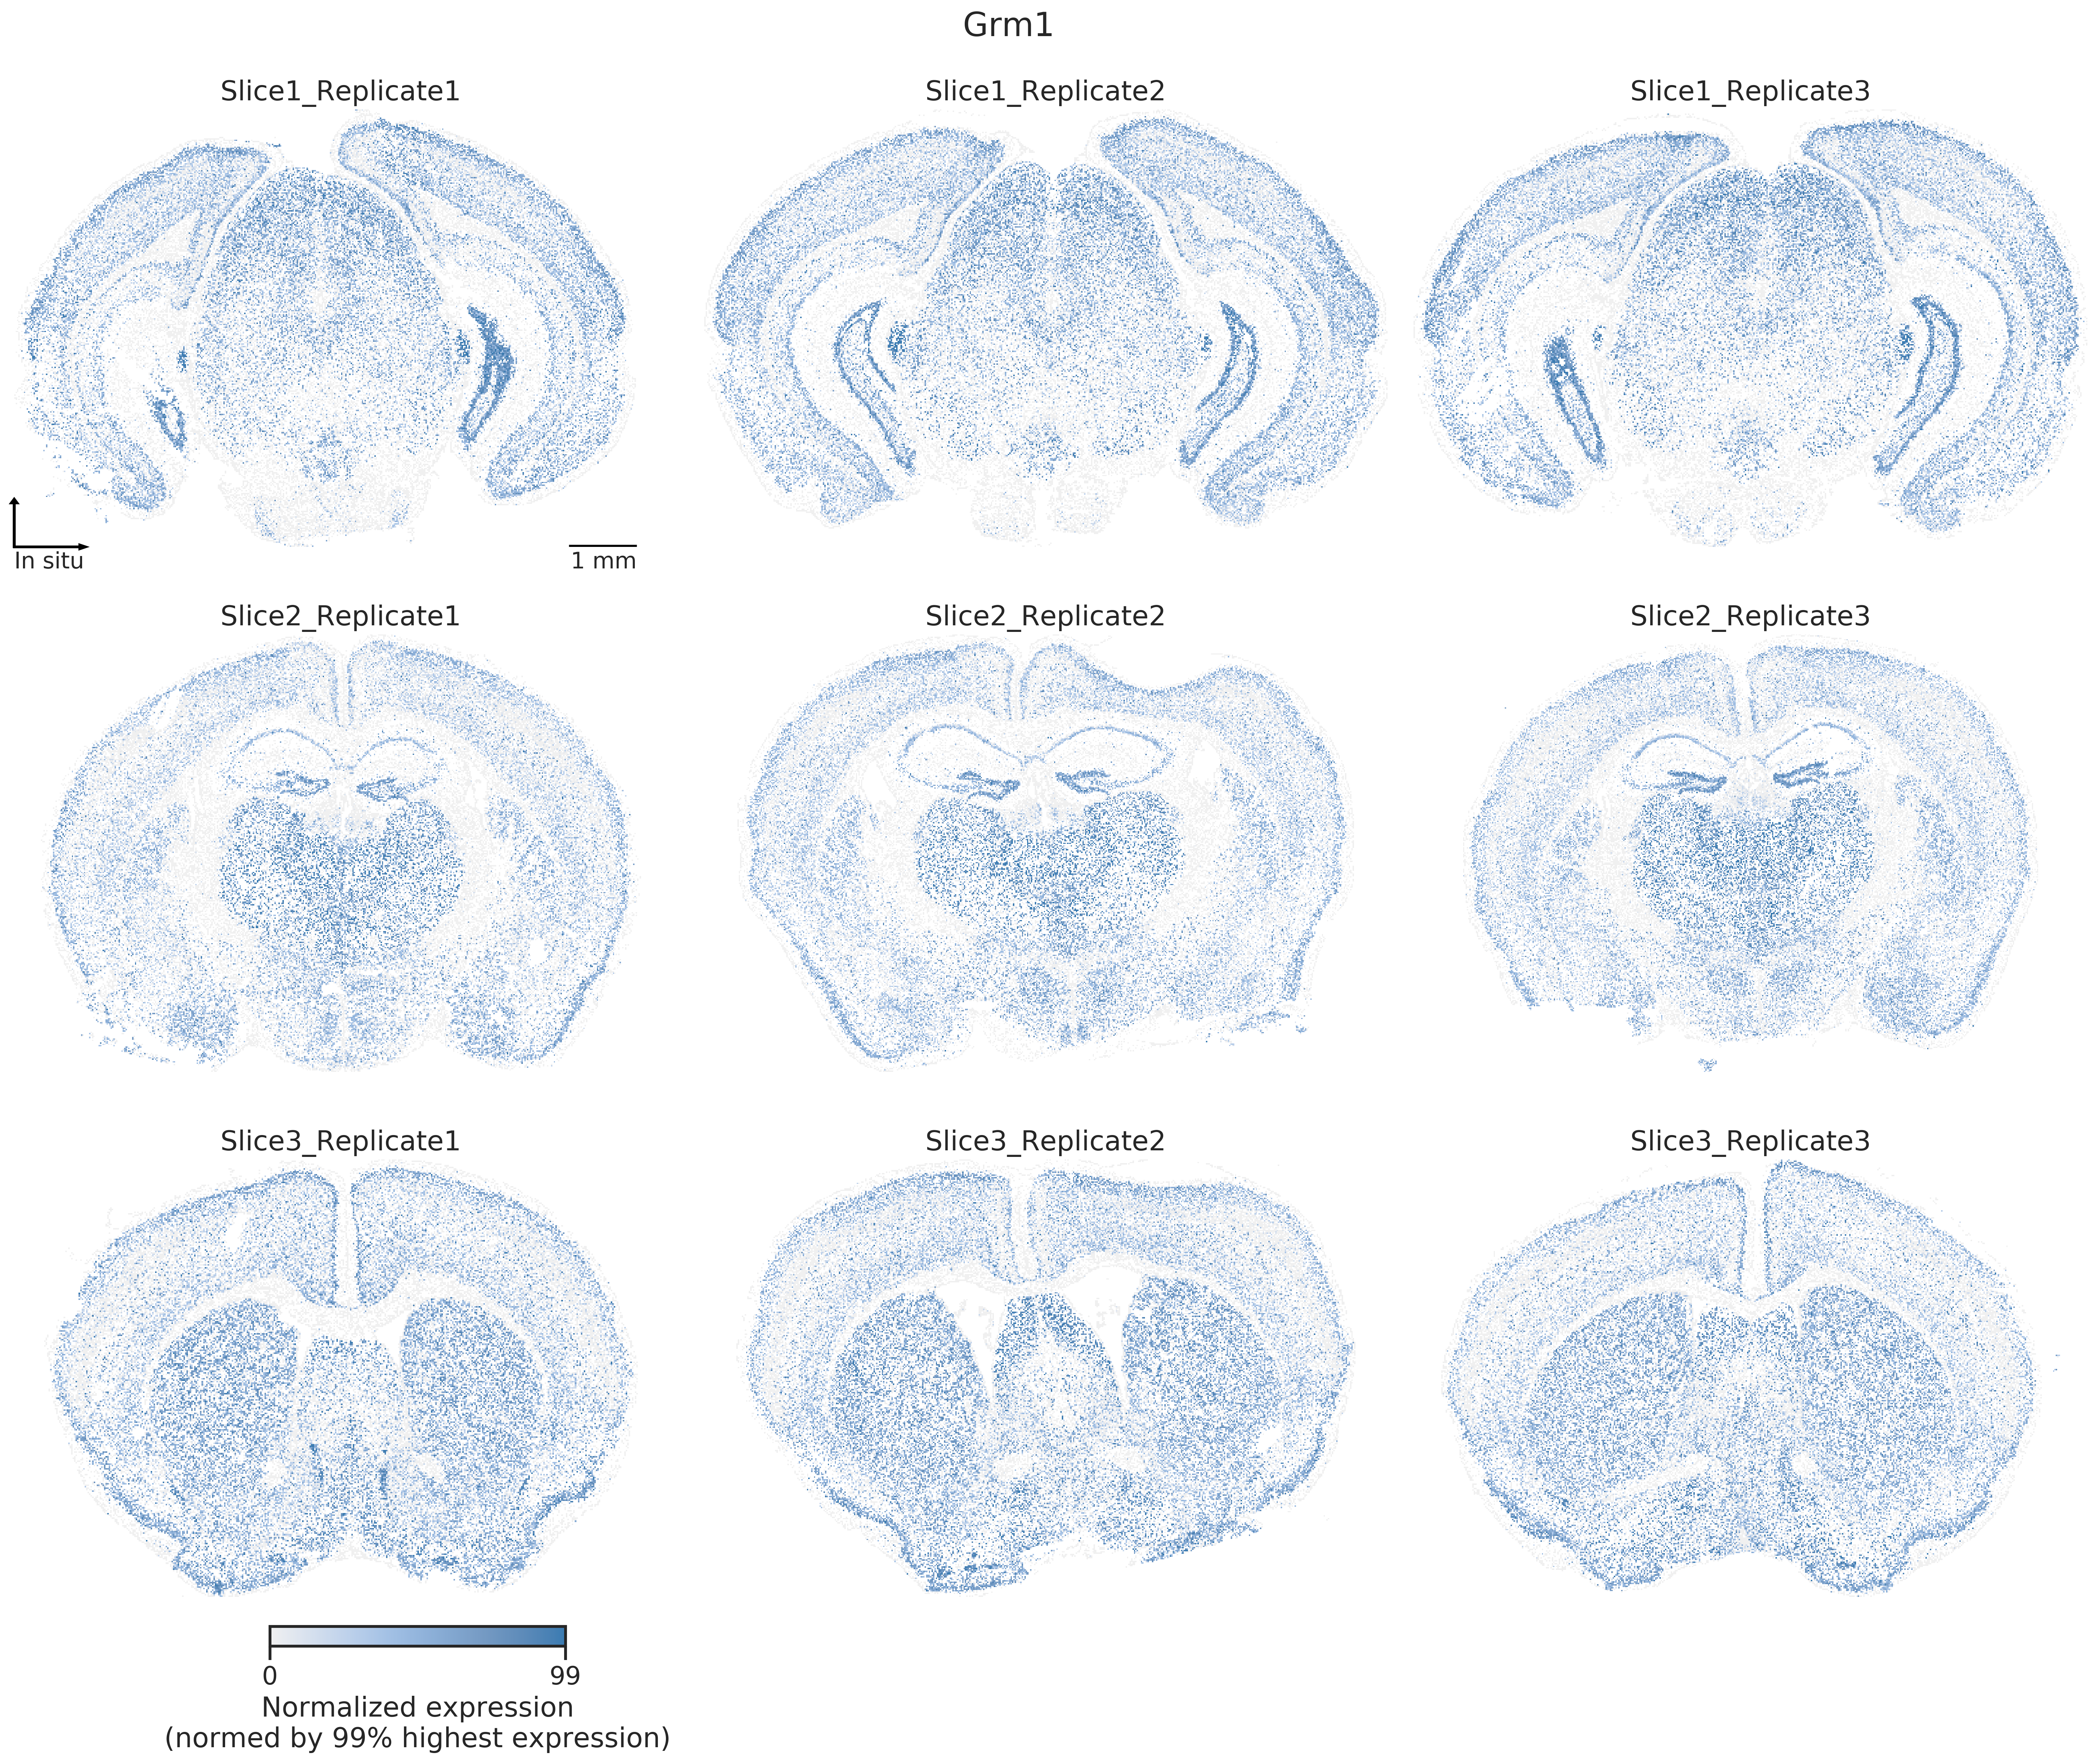 Grm1
Slice1_Replicate1
Slice1_Replicate2
Slice1_Replicate3
In situ
1 mm
Slice2_Replicate1
Slice2_Replicate2
Slice2_Replicate3
Slice3_Replicate1
Slice3_Replicate2
Slice3_Replicate3
0
99
Normalized expression
(normed by 99% highest expression)